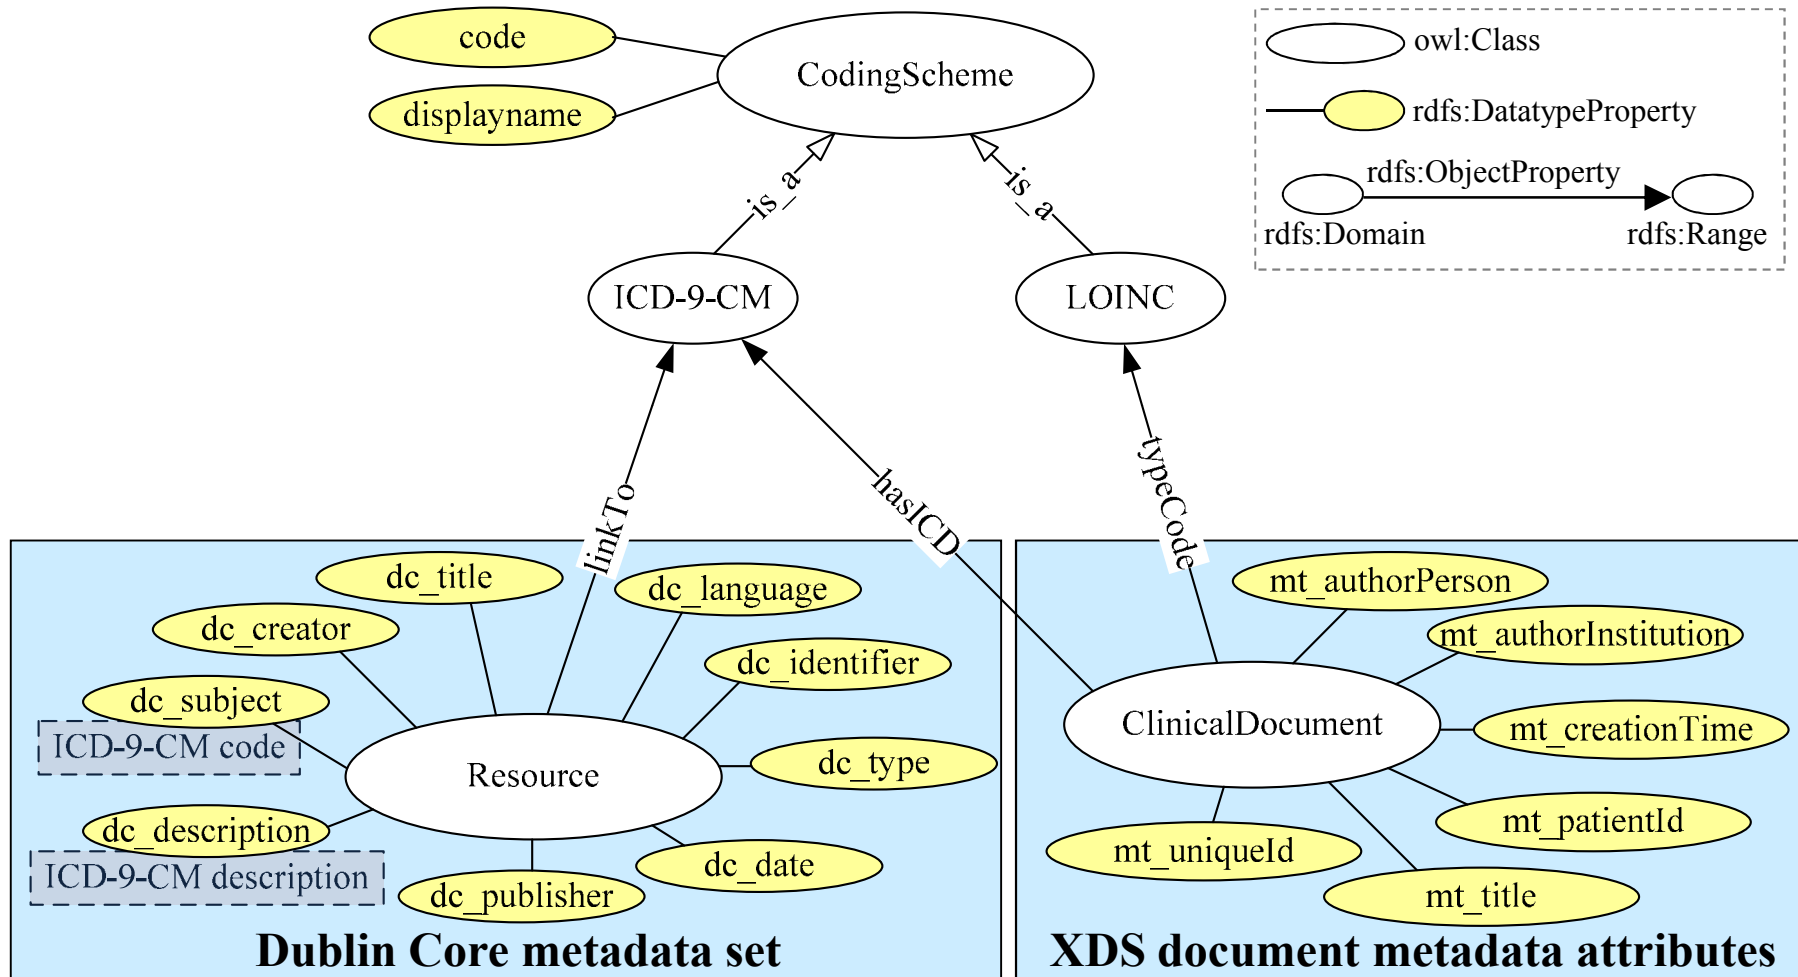 code
displayname
CodingScheme
owl:Class
rdfs:DatatypeProperty
rdfs:ObjectProperty
rdfs:Domain
rdfs:Range
is_a
is_a
ICD-9-CM
LOINC
linkTo
hasICD
typeCode
dc_title
dc_language
dc_creator
dc_identifier
dc_subject
ICD-9-CM code
Resource
dc_type
dc_description
ICD-9-CM description
dc_date
dc_publisher
Dublin Core metadata set
mt_authorPerson
mt_authorInstitution
ClinicalDocument
mt_creationTime
mt_patientId
mt_uniqueId
mt_title
XDS document metadata attributes